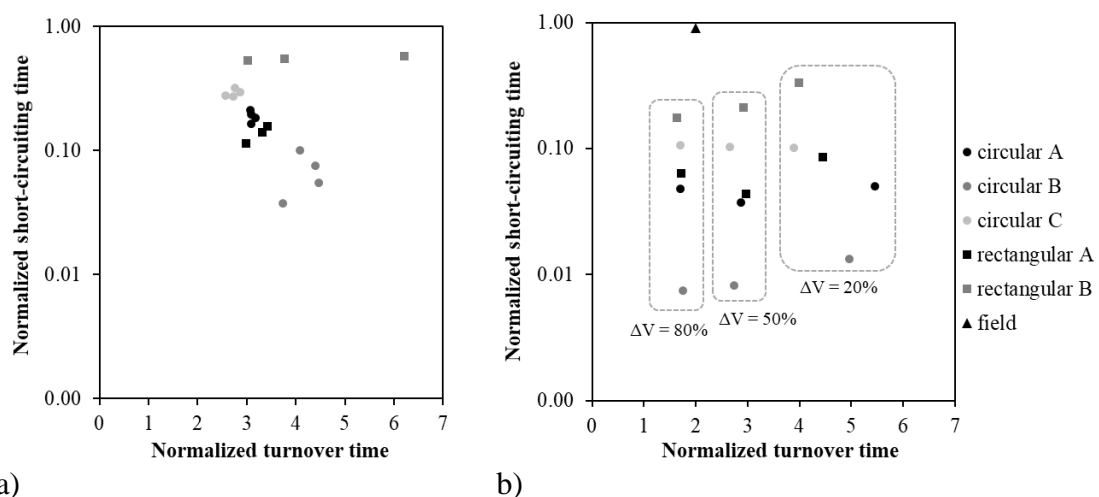 1.00
0.10
0.01
0.00
0 1 2 3 4 5 6 7
Normalized short-circuiting time
Normalized turnover time
a)
1.00
0.10
0.01
0.00
0 1 2 3 4 5 6 7
Normalized short-circuiting time
Normalized turnover time
ΔV = 80%
ΔV = 50%
ΔV = 20%
circular A
circular B
circular C
rectangular A
rectangular B
field
b)